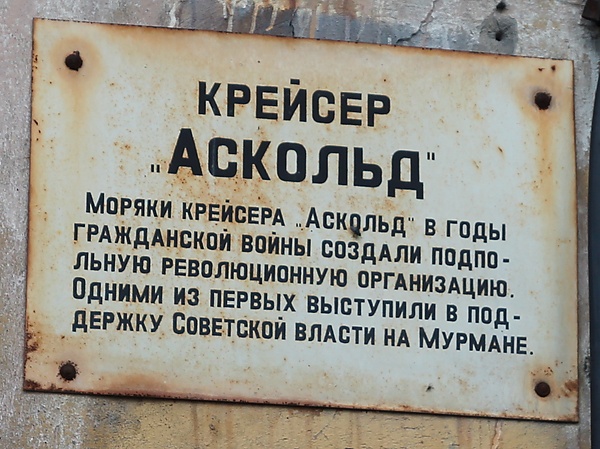 КРЕЙСЕР
„АСКОЛЬД"
МОРЯКИ КРЕЙСЕРА „АСКОЛЬД" В ГОДЫ
ГРАЖДАНСКОЙ ВОЙНЫ СОЗДАЛИ ПОДПО-
ЛЬНУЮ РЕВОЛЮЦИОННУЮ ОРГАНИЗАЦИЮ.
ОДНИМИ ИЗ ПЕРВЫХ ВЫСТУПИЛИ В ПОД-
ДЕРЖКУ СОВЕТСКОЙ ВЛАСТИ НА МУРМАНЕ.